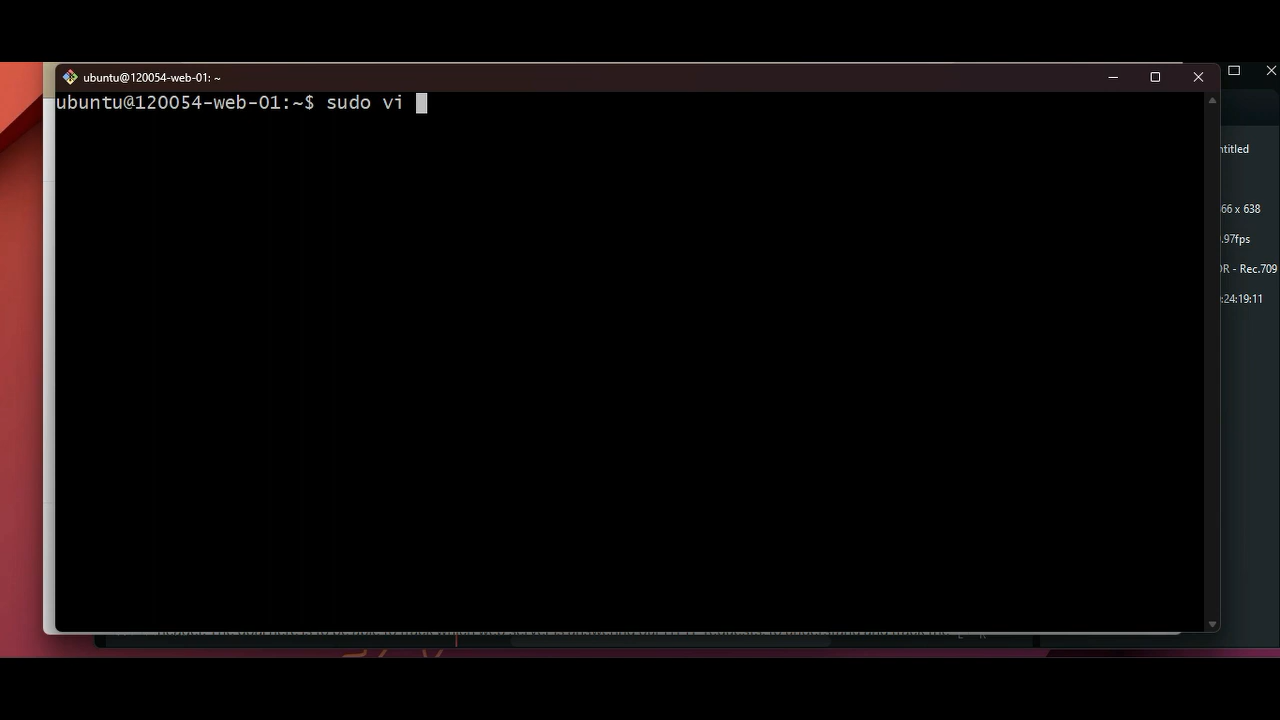 ubuntu@120054-web-01: ~
ubuntu@120054-web-01:~$ sudo vi
ntitled
66 x 638
.97fps
DR - Rec.709
:24:19:11